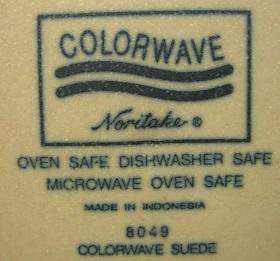 COLORWAVE
Noritake ®
OVEN SAFE. DISHWASHER SAFE
MICROWAVE OVEN SAFE
MADE IN INDONESIA
8049
COLORWAVE SUEDE